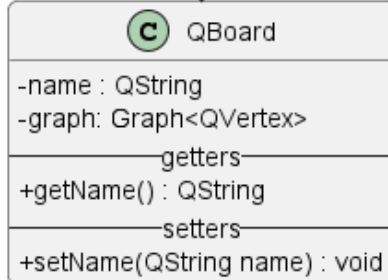 C QBoard
-name : QString
-graph: Graph<QVertex>
getters
+getName() : QString
setters
+setName(QString name) : void